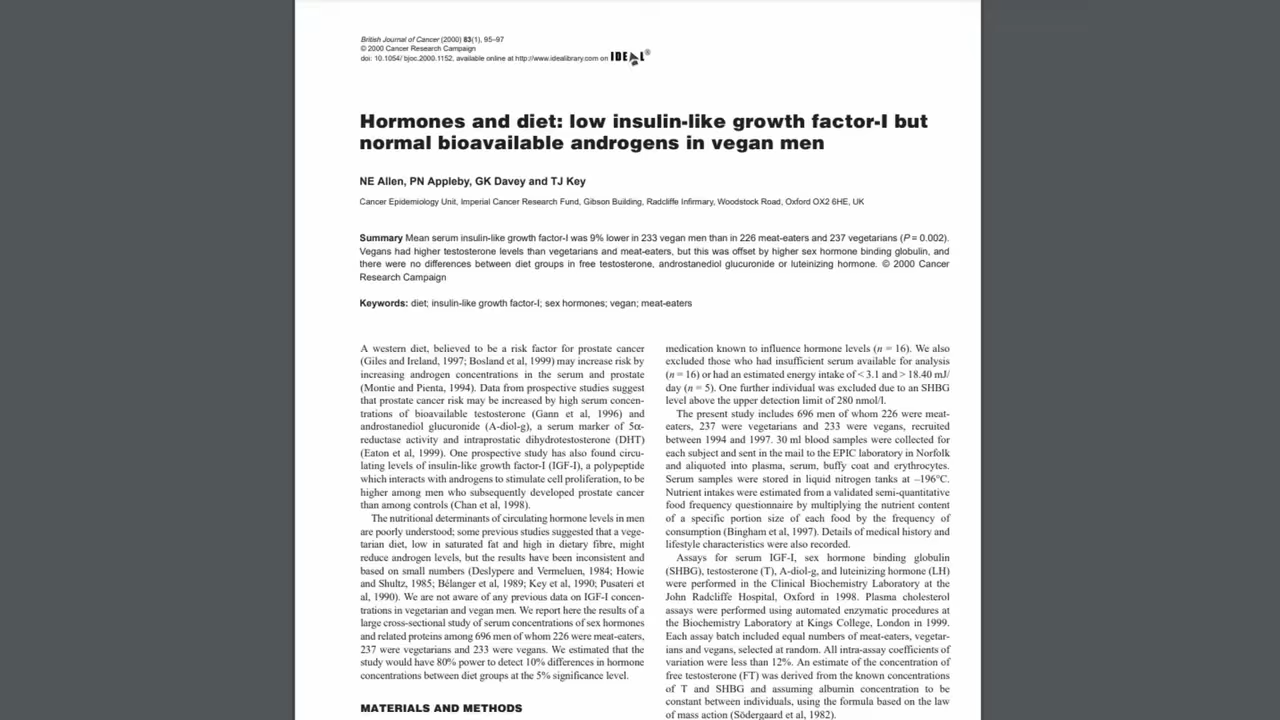 British Journal of Cancer (2000) 83(1), 95–97
© 2000 Cancer Research Campaign
doi: 10.1054/ bjoc.2000.1152, available online at http://www.idealibrary.com on IDEAL®
Hormones and diet: low insulin-like growth factor-I but
normal bioavailable androgens in vegan men
NE Allen, PN Appleby, GK Davey and TJ Key
Cancer Epidemiology Unit, Imperial Cancer Research Fund, Gibson Building, Radcliffe Infirmary, Woodstock Road, Oxford OX2 6HE, UK
Summary Mean serum insulin-like growth factor-I was 9% lower in 233 vegan men than in 226 meat-eaters and 237 vegetarians (P = 0.002).
Vegans had higher testosterone levels than vegetarians and meat-eaters, but this was offset by higher sex hormone binding globulin, and
there were no differences between diet groups in free testosterone, androstanediol glucuronide or luteinizing hormone. © 2000 Cancer
Research Campaign
Keywords: diet; insulin-like growth factor-I; sex hormones; vegan; meat-eaters
A western diet, believed to be a risk factor for prostate cancer
(Giles and Ireland, 1997; Bosland et al, 1999) may increase risk by
increasing androgen concentrations in the serum and prostate
(Montie and Pienta, 1994). Data from prospective studies suggest
that prostate cancer risk may be increased by high serum concen-
trations of bioavailable testosterone (Gann et al, 1996) and
androstanediol glucuronide (A-diol-g), a serum marker of 5α-
reductase activity and intraprostatic dihydrotestosterone (DHT)
(Eaton et al, 1999). One prospective study has also found circu-
lating levels of insulin-like growth factor-I (IGF-I), a polypeptide
which interacts with androgens to stimulate cell proliferation, to be
higher among men who subsequently developed prostate cancer
than among controls (Chan et al, 1998).
The nutritional determinants of circulating hormone levels in men
are poorly understood; some previous studies suggested that a vege-
tarian diet, low in saturated fat and high in dietary fibre, might
reduce androgen levels, but the results have been inconsistent and
based on small numbers (Deslypere and Vermeluen, 1984; Howie
and Shultz, 1985; Bélanger et al, 1989; Key et al, 1990; Pusateri et
al, 1990). We are not aware of any previous data on IGF-I concen-
trations in vegetarian and vegan men. We report here the results of a
large cross-sectional study of serum concentrations of sex hormones
and related proteins among 696 men of whom 226 were meat-eaters,
237 were vegetarians and 233 were vegans. We estimated that the
study would have 80% power to detect 10% differences in hormone
concentrations between diet groups at the 5% significance level.
MATERIALS AND METHODS
medication known to influence hormone levels (n = 16). We also
excluded those who had insufficient serum available for analysis
(n = 16) or had an estimated energy intake of < 3.1 and > 18.40 mJ/
day (n = 5). One further individual was excluded due to an SHBG
level above the upper detection limit of 280 nmol/l.
The present study includes 696 men of whom 226 were meat-
eaters, 237 were vegetarians and 233 were vegans, recruited
between 1994 and 1997. 30 ml blood samples were collected for
each subject and sent in the mail to the EPIC laboratory in Norfolk
and aliquoted into plasma, serum, buffy coat and erythrocytes.
Serum samples were stored in liquid nitrogen tanks at –196°C.
Nutrient intakes were estimated from a validated semi-quantitative
food frequency questionnaire by multiplying the nutrient content
of a specific portion size of each food by the frequency of
consumption (Bingham et al, 1997). Details of medical history and
lifestyle characteristics were also recorded.
Assays for serum IGF-I, sex hormone binding globulin
(SHBG), testosterone (T), A-diol-g, and luteinizing hormone (LH)
were performed in the Clinical Biochemistry Laboratory at the
John Radcliffe Hospital, Oxford in 1998. Plasma cholesterol
assays were performed using automated enzymatic procedures at
the Biochemistry Laboratory at Kings College, London in 1999.
Each assay batch included equal numbers of meat-eaters, vegetar-
ians and vegans, selected at random. All intra-assay coefficients of
variation were less than 12%. An estimate of the concentration of
free testosterone (FT) was derived from the known concentrations
of T and SHBG and assuming albumin concentration to be
constant between individuals, using the formula based on the law
of mass action (Södergaard et al, 1982).